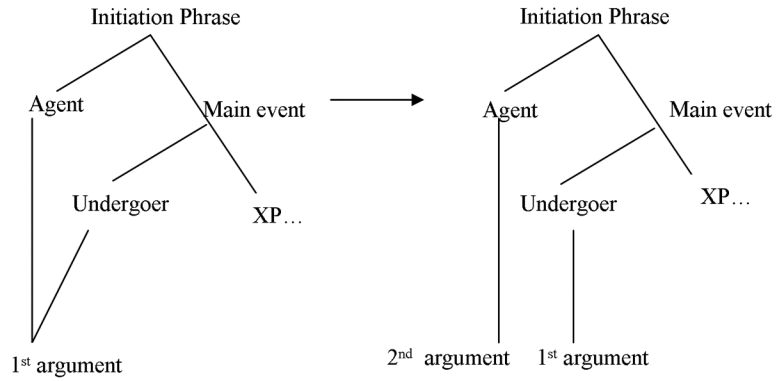 Initiation Phrase
Initiation Phrase
Agent
Main event
Agent
Main event
Undergoer
XP…
Undergoer
XP…
1st argument
2nd argument
1st argument